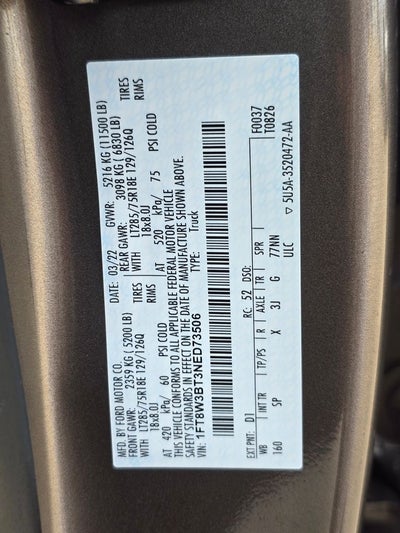 MFD. BY FORD MOTOR CO.
DATE: 03/22 GVWR: 5216 KG (11500 LB)
FRONT GAWR: 2359 KG (5200 LB) REAR GAWR: 3098 KG (6830 LB)
WITH LT285/75R18E 129/126Q TIRES WITH LT285/75R18E 129/126Q TIRES
18x8.0J RIMS 18x8.0J RIMS
AT 420 kPa/ 60 PSI COLD AT 520 kPa/ 75 PSI COLD
THIS VEHICLE CONFORMS TO ALL APPLICABLE FEDERAL MOTOR VEHICLE
SAFETY STANDARDS IN EFFECT ON THE DATE OF MANUFACTURE SHOWN ABOVE.
VIN: 1FT8W3BT3NED73506 TYPE: Truck
F0037
EXT PNT: D1 RC: 52 DSO: T0826
WB INT TR TP/PS R AXLE TR SPR
160 SP X 3J G 77NN
ULC
▽ 5U5A-3520472-AA